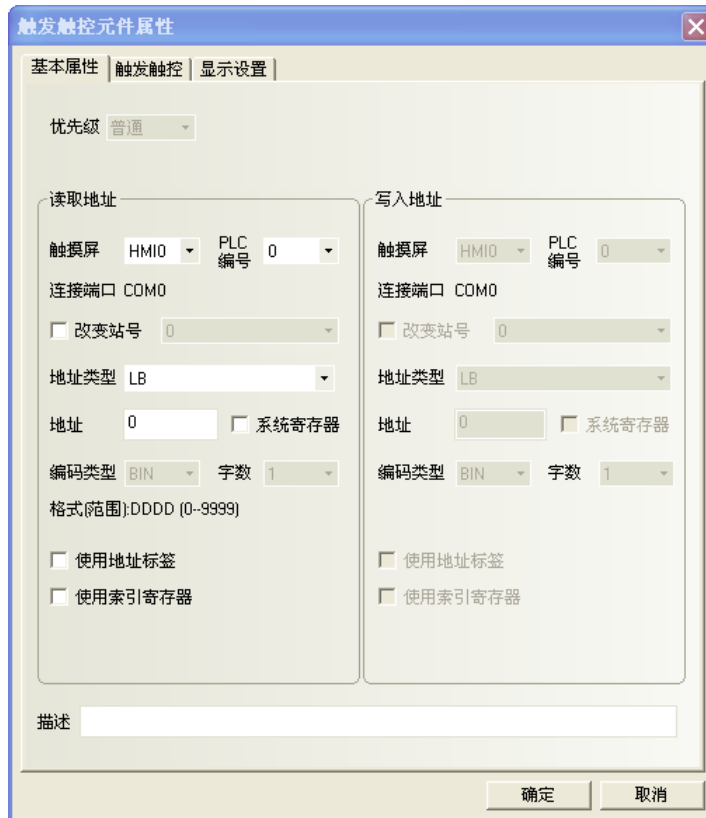 触发触控元件属性
基本属性 触发触控 显示设置
优先级 普通
读取地址
触摸屏 HMI0 PLC编号 0
连接端口 COM0
改变站号 0
地址类型 LB
地址 0 系统寄存器
编码类型 BIN 字数 1
格式(范围):DDDD (0--9999)
使用地址标签
使用索引寄存器
写入地址
触摸屏 HMI0 PLC编号 0
连接端口 COM0
改变站号 0
地址类型 LB
地址 0 系统寄存器
编码类型 BIN 字数 1
使用地址标签
使用索引寄存器
描述
确定 取消